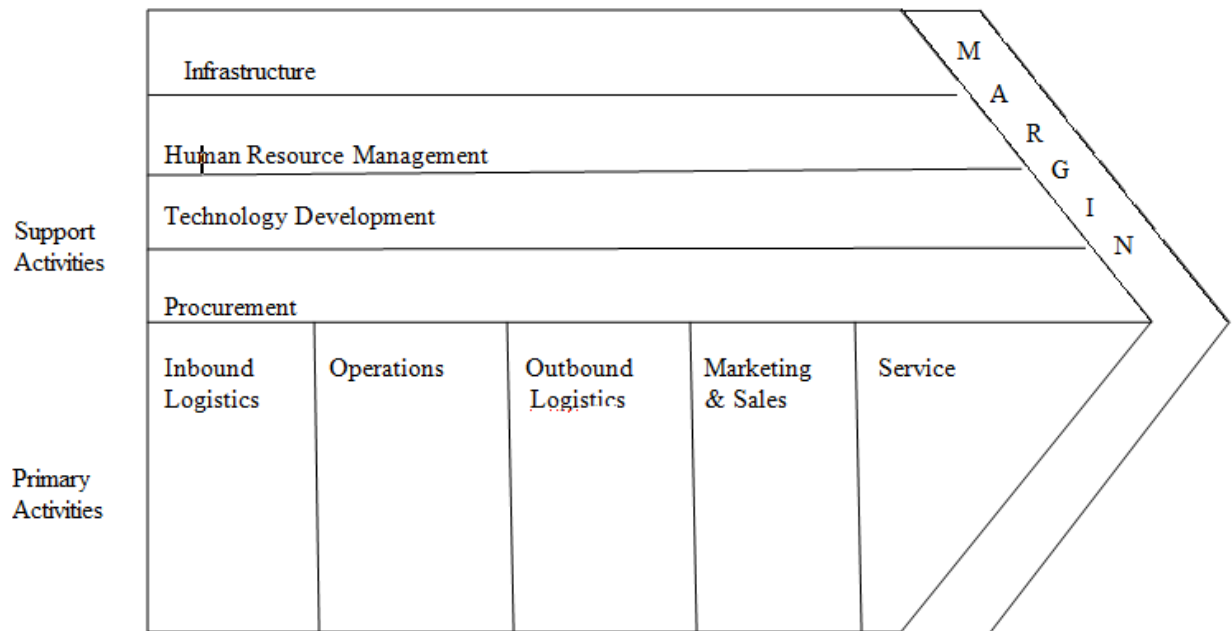 Infrastructure
Human Resource Management
Technology Development
Procurement
Support
Activities
Inbound
Logistics
Operations
Outbound
Logistics
Marketing
& Sales
Service
Primary
Activities
M
A
R
G
I
N